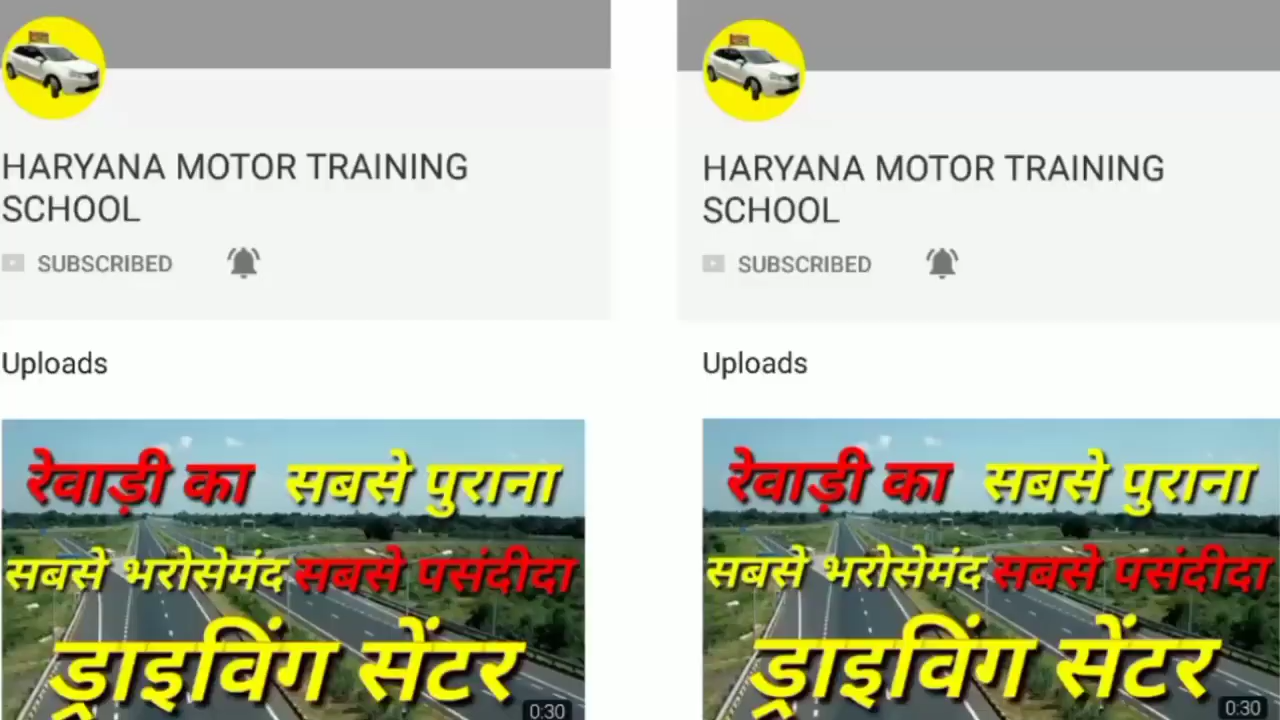 HARYANA MOTOR TRAINING
SCHOOL
SUBSCRIBED
Uploads
रेवाड़ी का सबसे पुराना
सबसे भरोसेमंद सबसे पसंदीदा
ड्राइविंग सेंटर
0:30
HARYANA MOTOR TRAINING
SCHOOL
SUBSCRIBED
Uploads
रेवाड़ी का सबसे पुराना
सबसे भरोसेमंद सबसे पसंदीदा
ड्राइविंग सेंटर
0:30